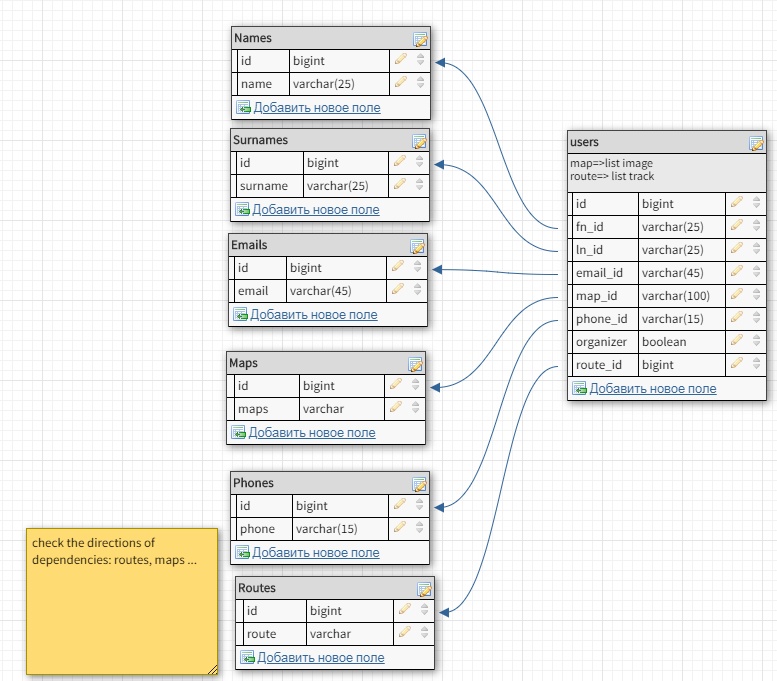 Names
id bigint
name varchar(25)
Добавить новое поле
Surnames
id bigint
surname varchar(25)
Добавить новое поле
Emails
id bigint
email varchar(45)
Добавить новое поле
Maps
id bigint
maps varchar
Добавить новое поле
Phones
id bigint
phone varchar(15)
Добавить новое поле
Routes
id bigint
route varchar
Добавить новое поле
users
map=>list image
route=> list track
id bigint
fn_id varchar(25)
ln_id varchar(25)
email_id varchar(45)
map_id varchar(100)
phone_id varchar(15)
organizer boolean
route_id bigint
Добавить новое поле
check the directions of
dependencies: routes, maps ...